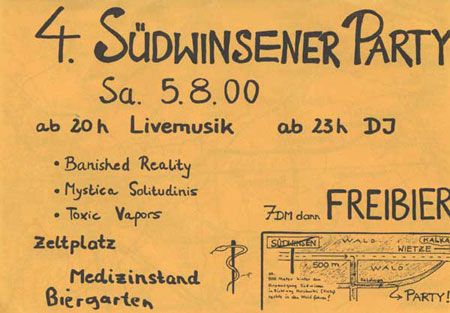 4. SÜDWINSENER PARTY
Sa. 5.8.00
ab 20h Livemusik ab 23h DJ
• Banished Reality
• Mystica Solitudinis
• Toxic Vapors
7DM dann FREIBIER
Zeltplatz
Medizinstand
Biergarten
SÜDWINSEN
WALD
WIETZE
500 m
WALD
PARTY!